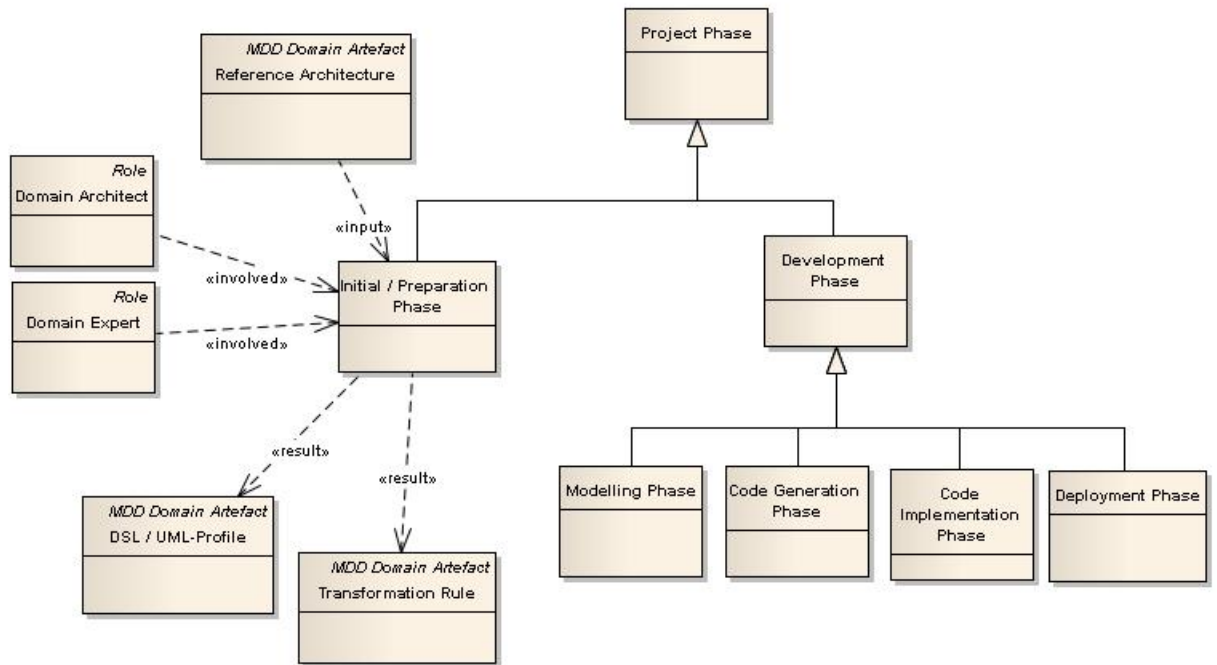 Project Phase
MDD Domain Artefact
Reference Architecture
Role
Domain Architect
«input»
«involved»
Development
Phase
Initial / Preparation
Phase
Role
Domain Expert
«involved»
«result»
«result»
Modelling Phase
Code Generation
Phase
Code
Implementation
Phase
Deployment Phase
MDD Domain Artefact
DSL / UML-Profile
MDD Domain Artefact
Transformation Rule